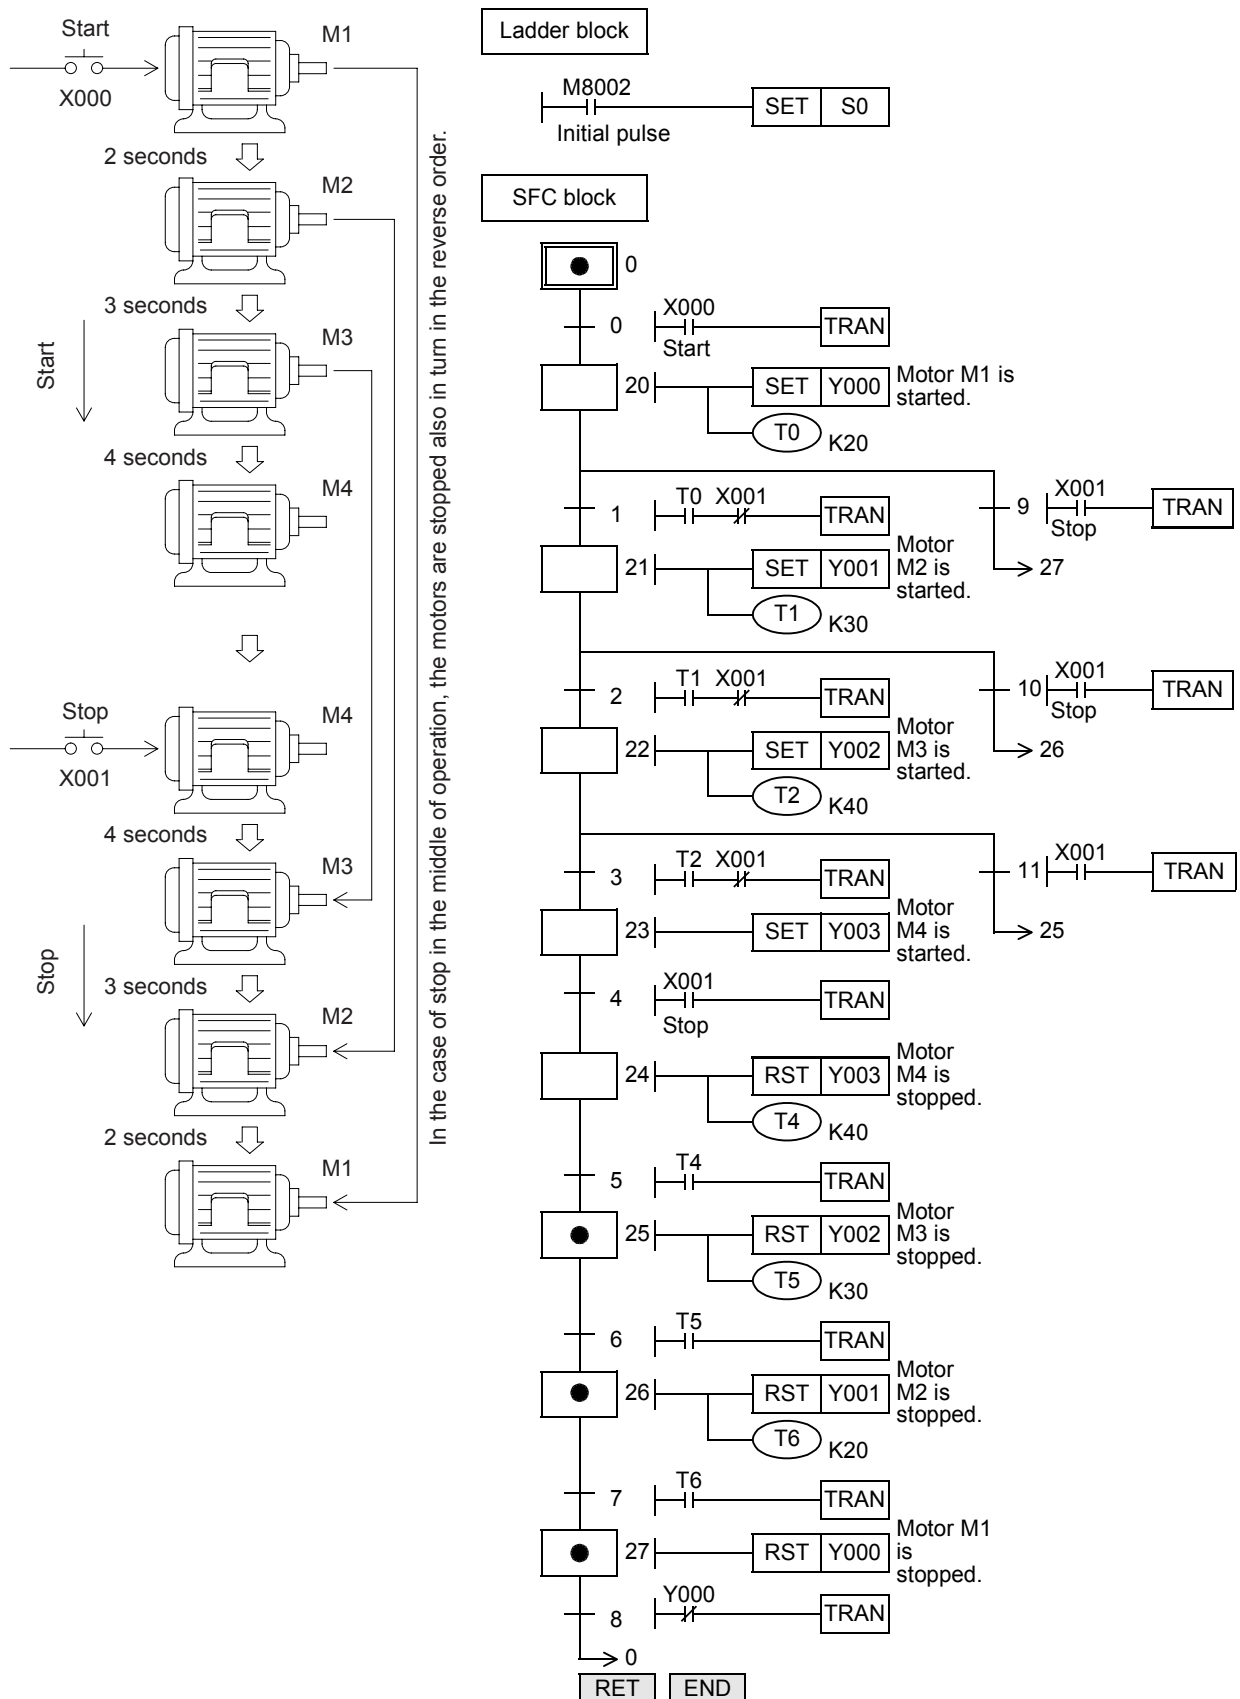 Start
X000
M1
2 seconds
M2
3 seconds
Start
M3
4 seconds
M4
Stop
X001
M4
4 seconds
M3
Stop
3 seconds
M2
2 seconds
M1
In the case of stop in the middle of operation, the motors are stopped also in turn in the reverse order.
Ladder block
M8002
Initial pulse
SET S0
SFC block
0
0
X000
Start
TRAN
20
SET Y000
Motor M1 is
started.
T0 K20
1
T0 X001
TRAN
9
X001
Stop
TRAN
27
21
SET Y001
Motor
M2 is
started.
T1 K30
2
T1 X001
TRAN
10
X001
Stop
TRAN
26
22
SET Y002
Motor
M3 is
started.
T2 K40
3
T2 X001
TRAN
11
X001
TRAN
25
23
SET Y003
Motor
M4 is
started.
4
X001
Stop
TRAN
24
RST Y003
Motor
M4 is
stopped.
T4 K40
5
T4
TRAN
25
RST Y002
Motor
M3 is
stopped.
T5 K30
6
T5
TRAN
26
RST Y001
Motor
M2 is
stopped.
T6 K20
7
T6
TRAN
27
RST Y000
Motor M1
is
stopped.
8
Y000
TRAN
0
RET END